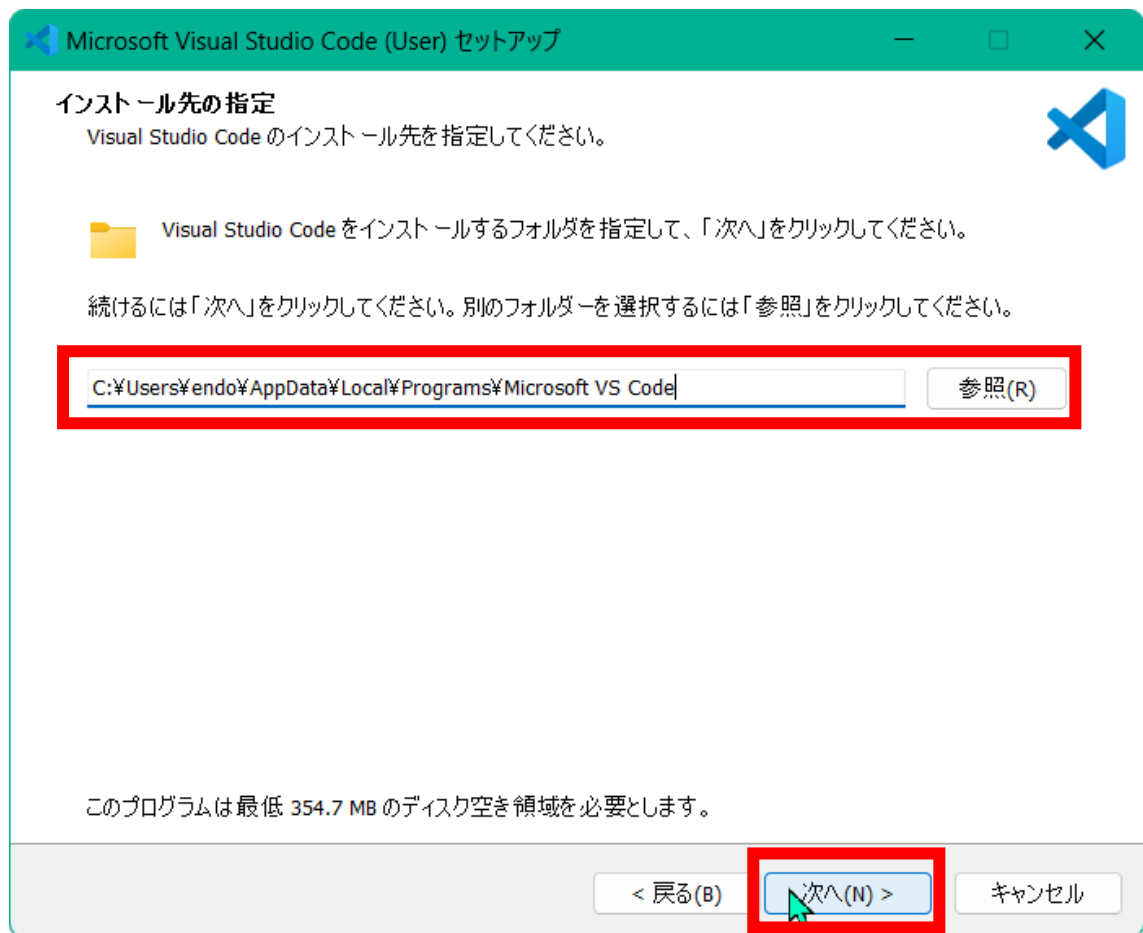 Microsoft Visual Studio Code (User) セットアップ
インストール先の指定
Visual Studio Code のインストール先を指定してください。
Visual Studio Code をインストールするフォルダを指定して、「次へ」をクリックしてください。
続けるには「次へ」をクリックしてください。別のフォルダーを選択するには「参照」をクリックしてください。
C:¥Users¥endo¥AppData¥Local¥Programs¥Microsoft VS Code
参照(R)
このプログラムは最低 354.7 MB のディスク空き領域を必要とします。
< 戻る(B)
次へ(N) >
キャンセル